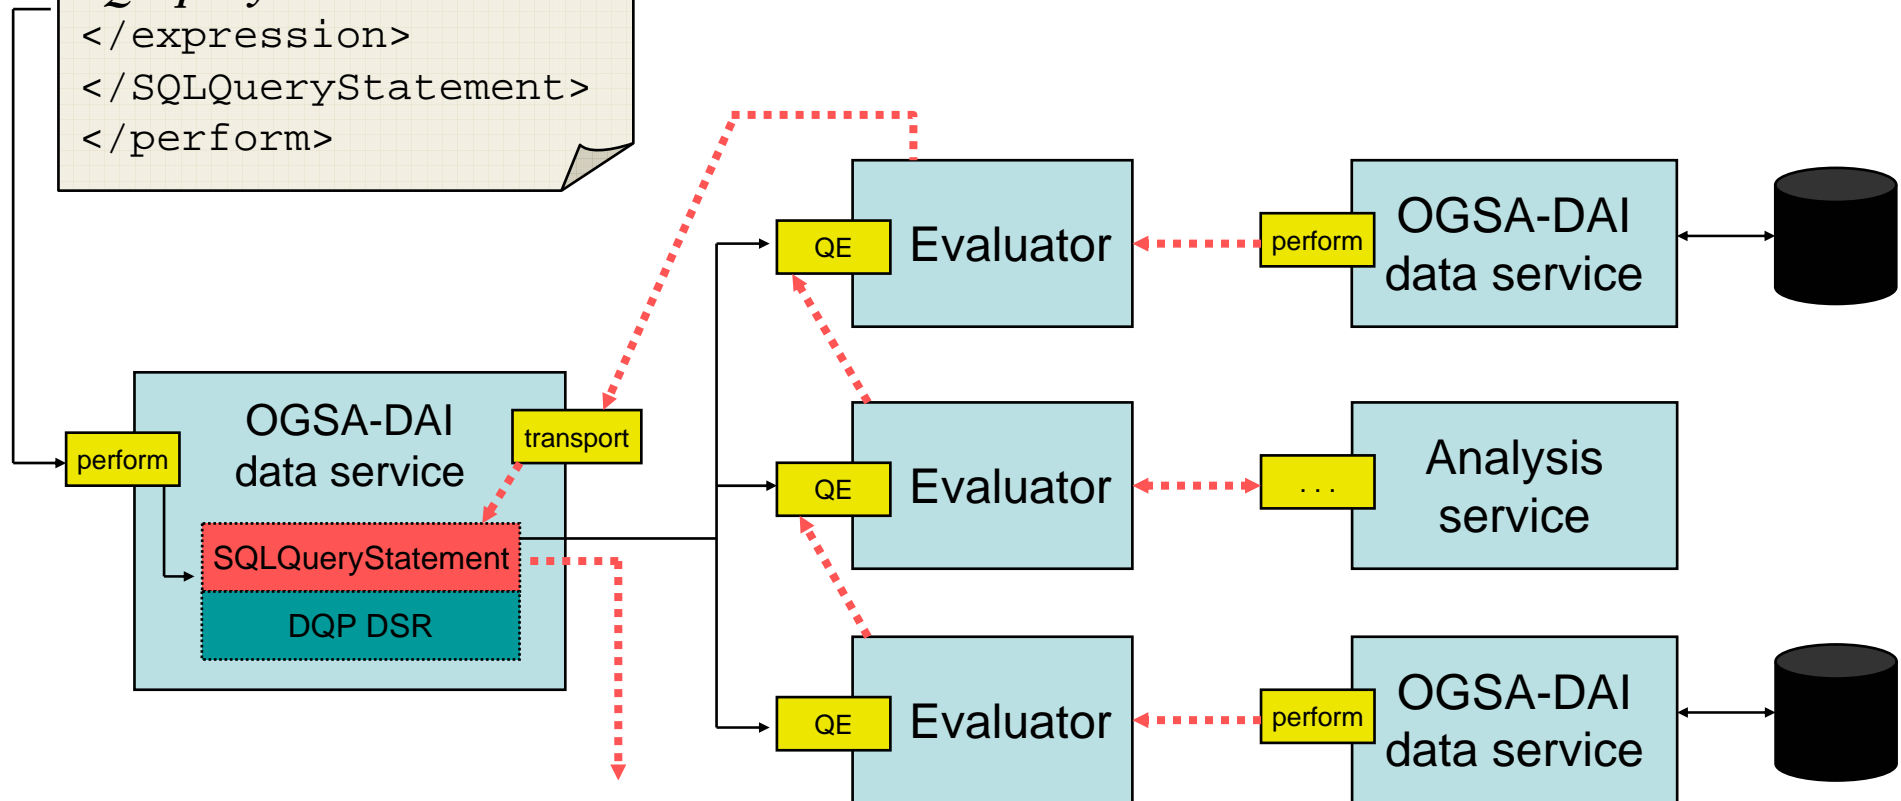 </expression>
</SQLQueryStatement>
</perform>
QE
Evaluator
perform
OGSA-DAI
data service
OGSA-DAI
data service
transport
perform
SQLQueryStatement
DQP DSR
QE
Evaluator
. . .
Analysis
service
QE
Evaluator
perform
OGSA-DAI
data service